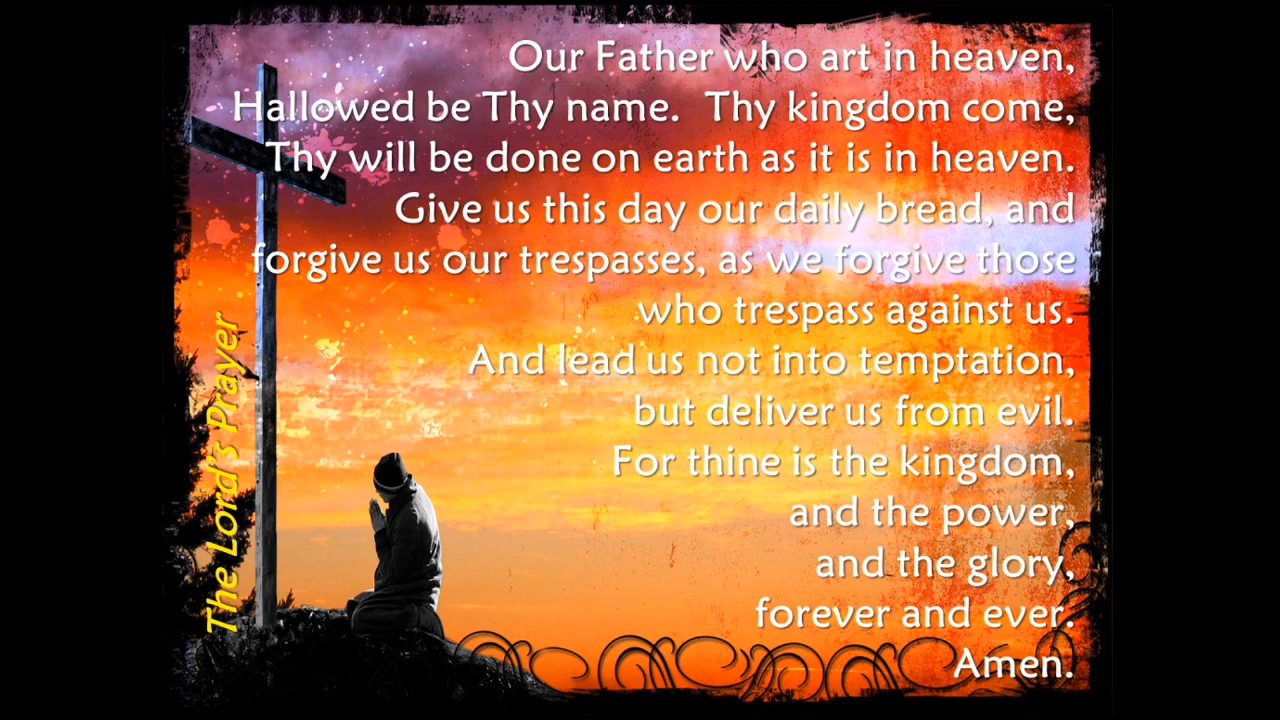 Our Father who art in heaven,
Hallowed be Thy name.  Thy kingdom come,
Thy will be done on earth as it is in heaven.
Give us this day our daily bread, and
forgive us our trespasses, as we forgive those
who trespass against us.
And lead us not into temptation,
but deliver us from evil.
For thine is the kingdom,
and the power,
and the glory,
forever and ever.
Amen.
The Lord's Prayer